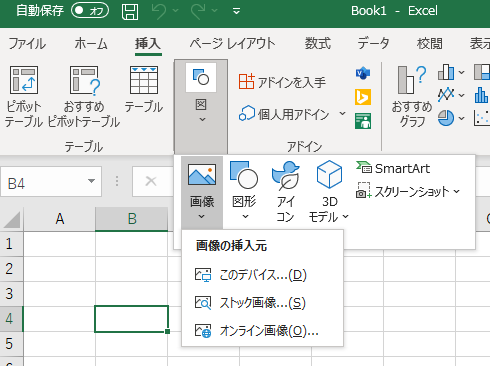 自動保存 オフ Book1 - Excel
ファイル ホーム 挿入 ページ レイアウト 数式 データ 校閲
ピボット
テーブル
おすすめ
ピボットテーブル
テーブル
テーブル
図
アドインを入手
個人用アドイン
アドイン
おすすめ
グラフ
画像
図形
アイ
コン
3D
モデル
SmartArt
スクリーンショット
画像の挿入元
このデバイス...(D)
ストック画像...(S)
オンライン画像(O)...
B4
A B
1
2
3
4
5